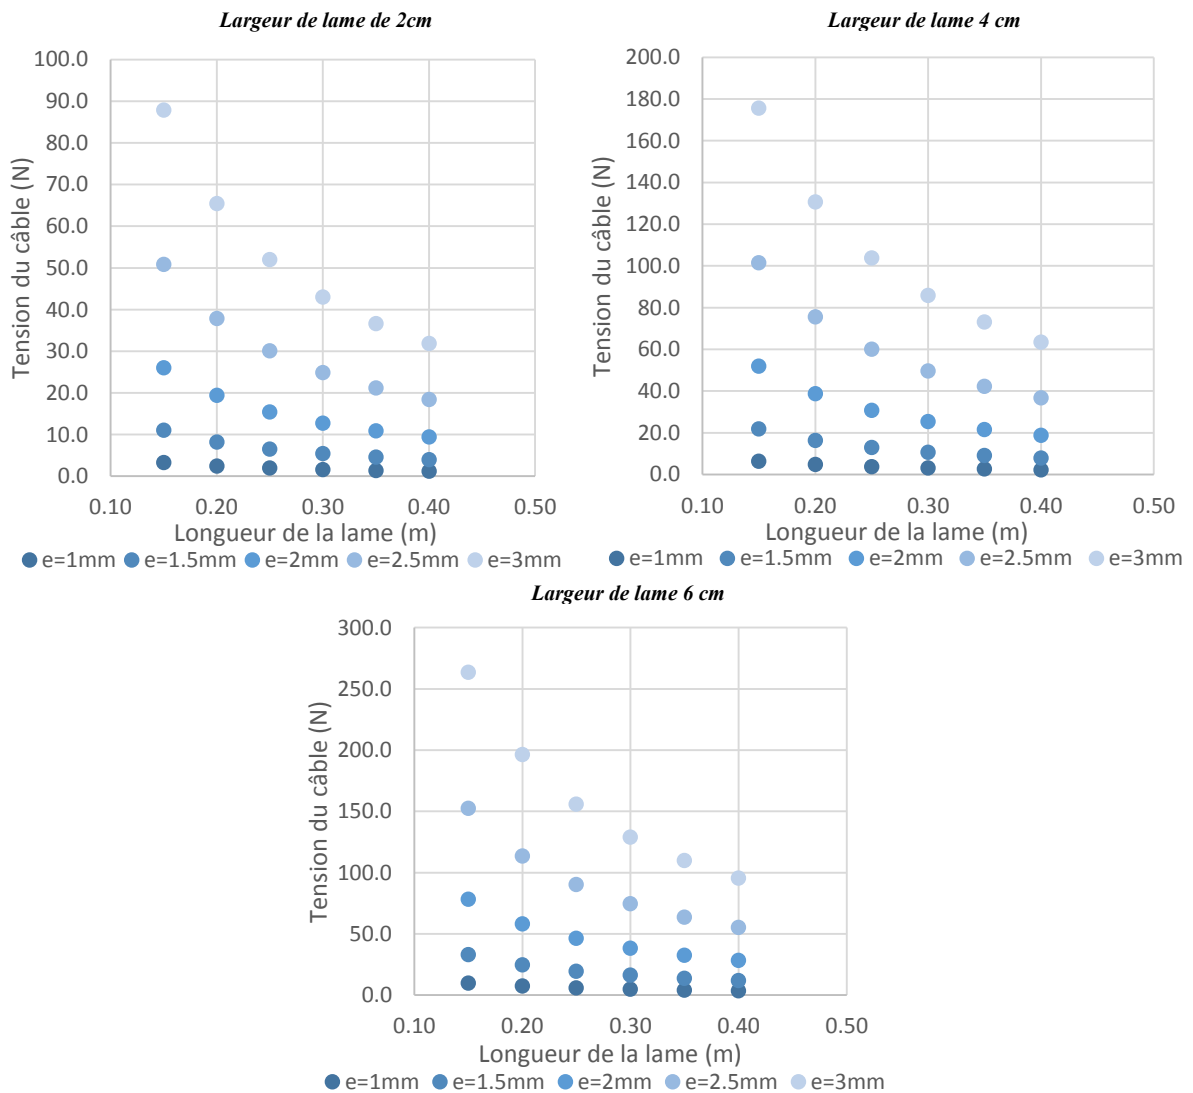 Largeur de lame de 2cm
Tension du câble (N)
100.0
90.0
80.0
70.0
60.0
50.0
40.0
30.0
20.0
10.0
0.0
0.10 0.20 0.30 0.40 0.50
Longueur de la lame (m)
e=1mm e=1.5mm e=2mm e=2.5mm e=3mm
Largeur de lame 4 cm
Tension du câble (N)
200.0
180.0
160.0
140.0
120.0
100.0
80.0
60.0
40.0
20.0
0.0
0.10 0.20 0.30 0.40 0.50
Longueur de la lame (m)
e=1mm e=1.5mm e=2mm e=2.5mm e=3mm
Largeur de lame 6 cm
Tension du câble (N)
300.0
250.0
200.0
150.0
100.0
50.0
0.0
0.10 0.20 0.30 0.40 0.50
Longueur de la lame (m)
e=1mm e=1.5mm e=2mm e=2.5mm e=3mm